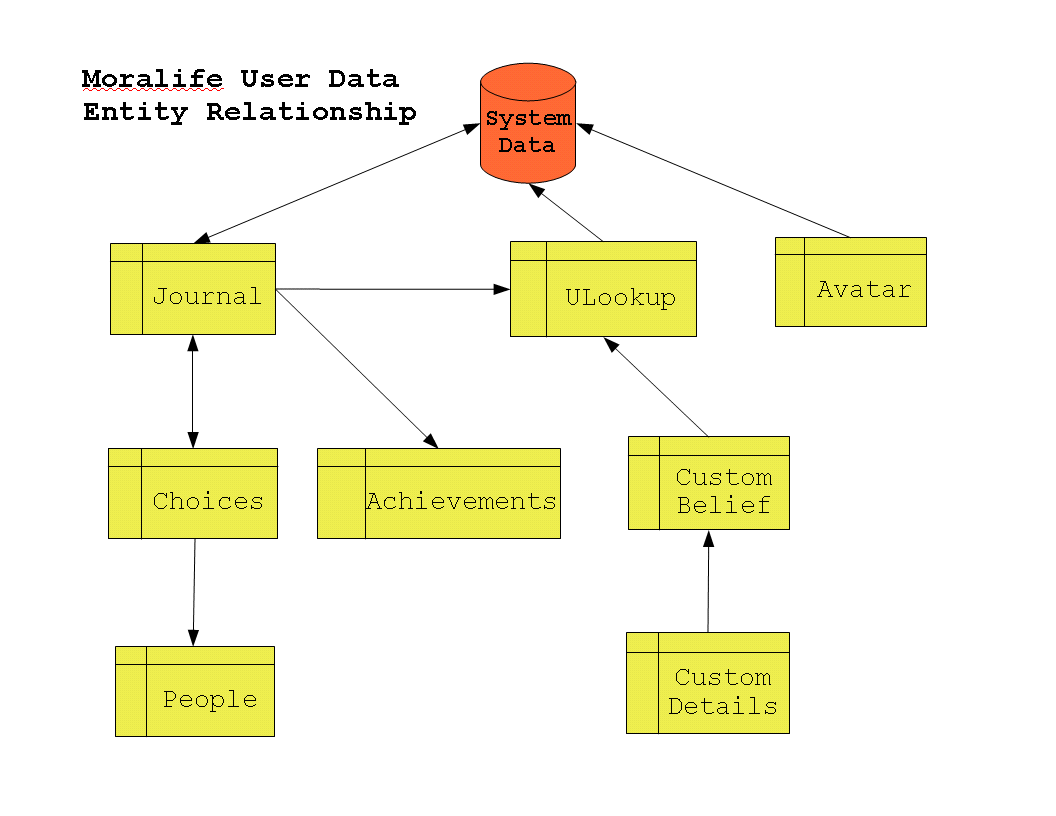 Moralife User Data
Entity Relationship
System
Data
Journal
ULookup
Avatar
Choices
Achievements
Custom
Belief
People
Custom
Details